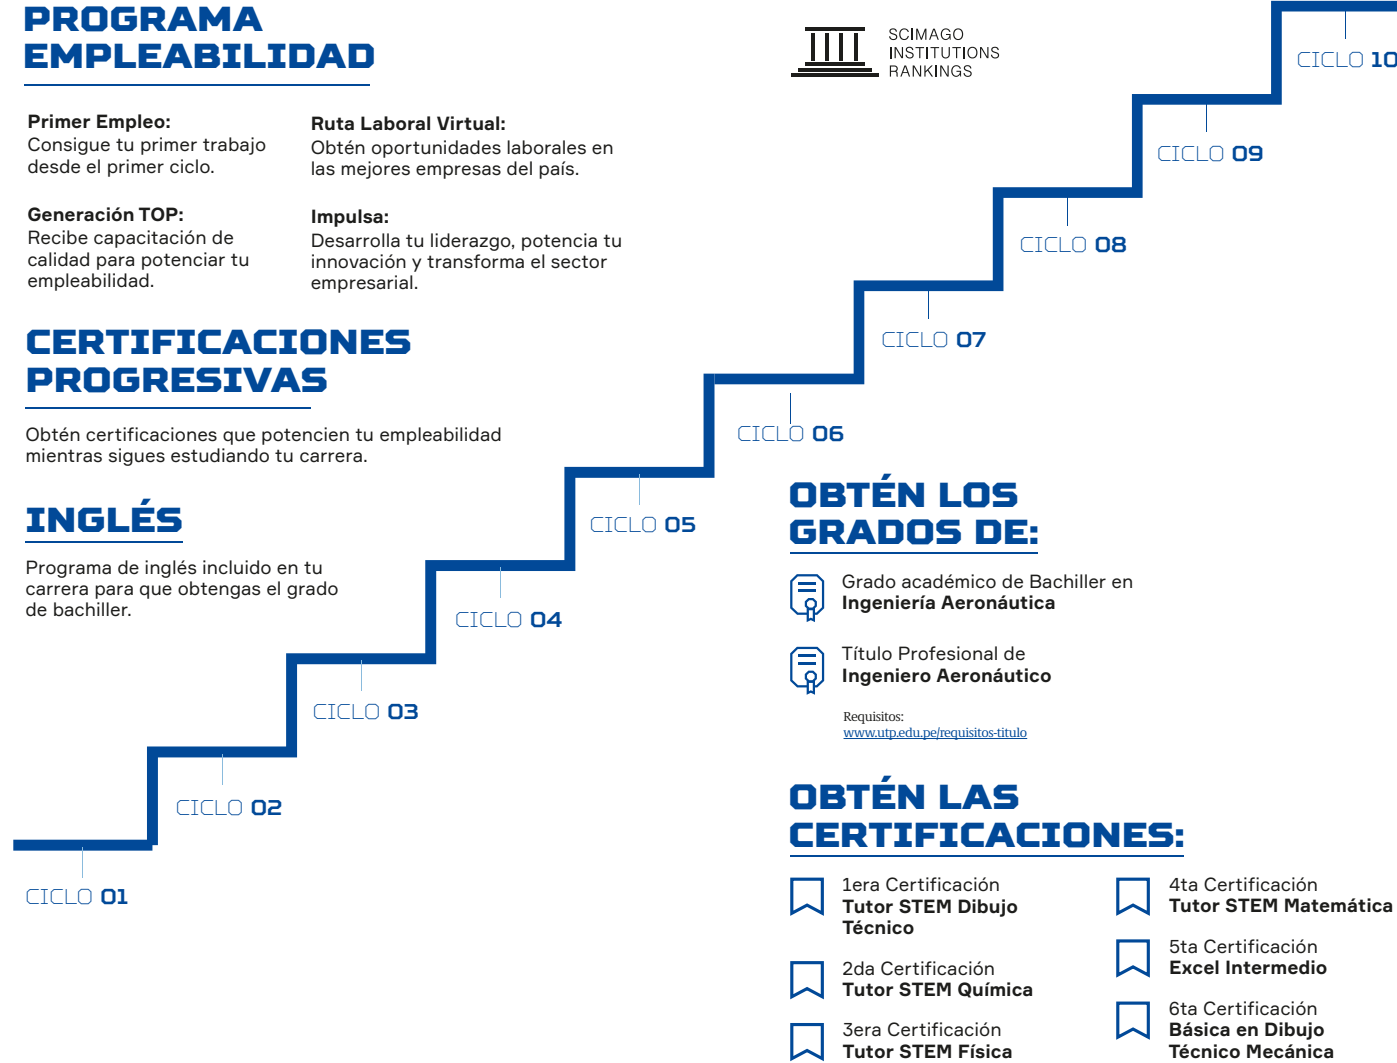 PROGRAMA
EMPLEABILIDAD
Primer Empleo:
Consigue tu primer trabajo
desde el primer ciclo.
Ruta Laboral Virtual:
Obtén oportunidades laborales en
las mejores empresas del país.
Generación TOP:
Recibe capacitación de
calidad para potenciar tu
empleabilidad.
Impulsa:
Desarrolla tu liderazgo, potencia tu
innovación y transforma el sector
empresarial.
CERTIFICACIONES
PROGRESIVAS
Obtén certificaciones que potencien tu empleabilidad
mientras sigues estudiando tu carrera.
INGLÉS
Programa de inglés incluido en tu
carrera para que obtengas el grado
de bachiller.
SCIMAGO
INSTITUTIONS
RANKINGS
CICLO 10
CICLO 09
CICLO 08
CICLO 07
CICLO 06
CICLO 05
CICLO 04
CICLO 03
CICLO 02
CICLO 01
OBTÉN LOS
GRADOS DE:
Grado académico de Bachiller en
Ingeniería Aeronáutica
Título Profesional de
Ingeniero Aeronáutico
Requisitos:
www.utp.edu.pe/requisitos-titulo
OBTÉN LAS
CERTIFICACIONES:
1era Certificación
Tutor STEM Dibujo
Técnico
2da Certificación
Tutor STEM Química
3era Certificación
Tutor STEM Física
4ta Certificación
Tutor STEM Matemática
5ta Certificación
Excel Intermedio
6ta Certificación
Básica en Dibujo
Técnico Mecánica